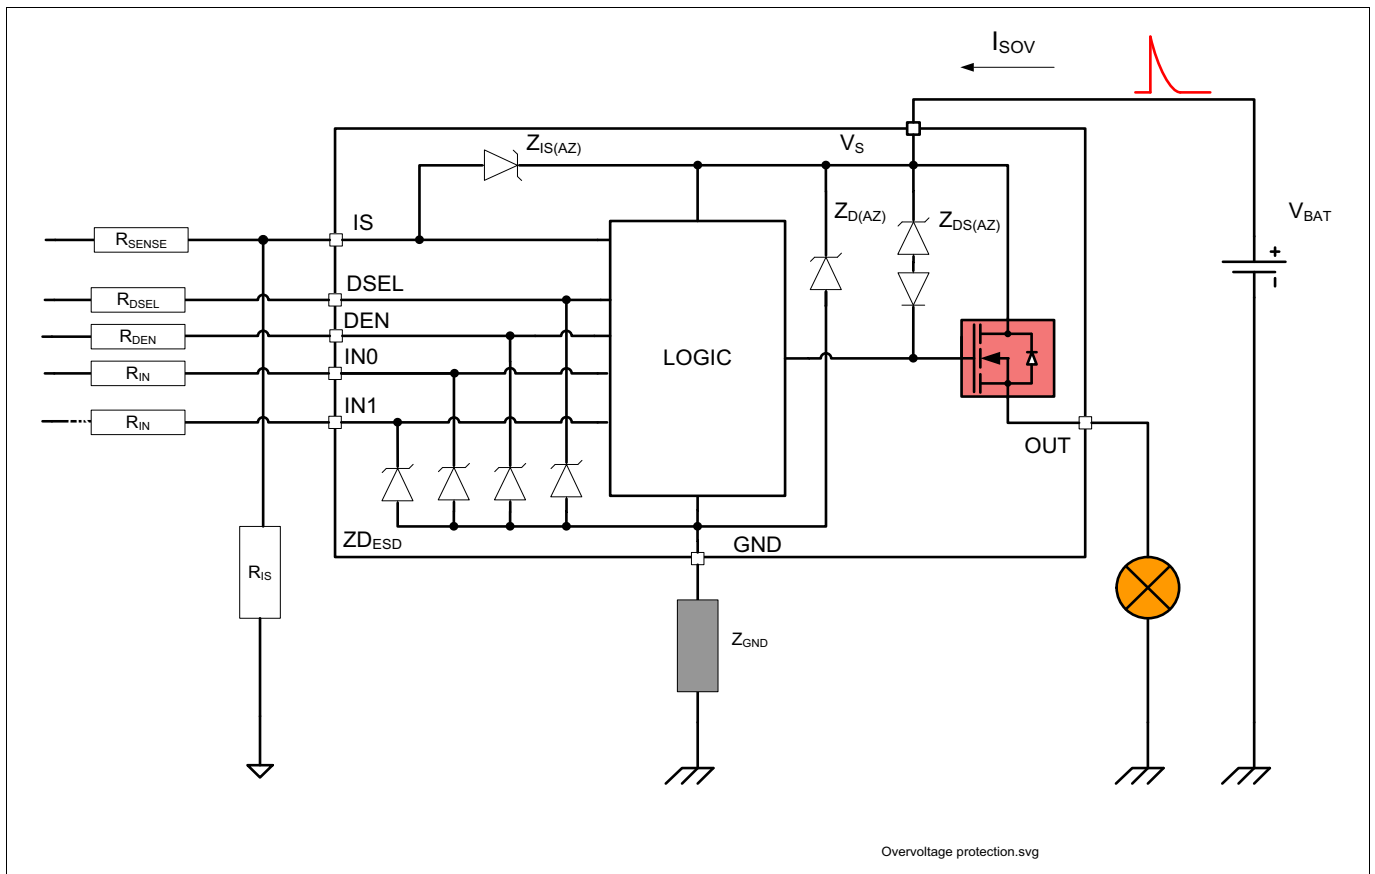 ISOV
ZIS(AZ)
VS
ZD(AZ)
ZDS(AZ)
VBAT
+
-
IS
RSENSE
DSEL
RDSEL
DEN
RDEN
IN0
RIN
LOGIC
IN1
RIN
OUT
ZDESD
GND
RIS
ZGND
Overvoltage protection.svg